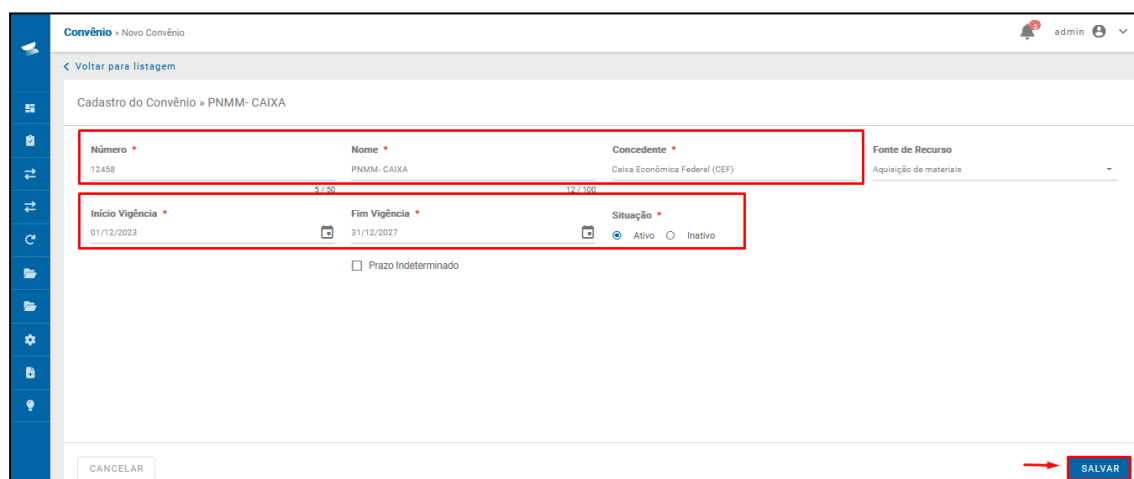 Convênio » Novo Convênio
3
admin
Voltar para listagem
Cadastro do Convênio » PNMM- CAIXA
Número * Nome * Concedente * Fonte de Recurso
12458 PNMM- CAIXA Caixa Econômica Federal (CEF) Aquisição de materiais
5 / 50 12 / 100
Início Vigência * Fim Vigência * Situação *
01/12/2023 31/12/2027 Ativo Inativo
Prazo Indeterminado
CANCELAR SALVAR